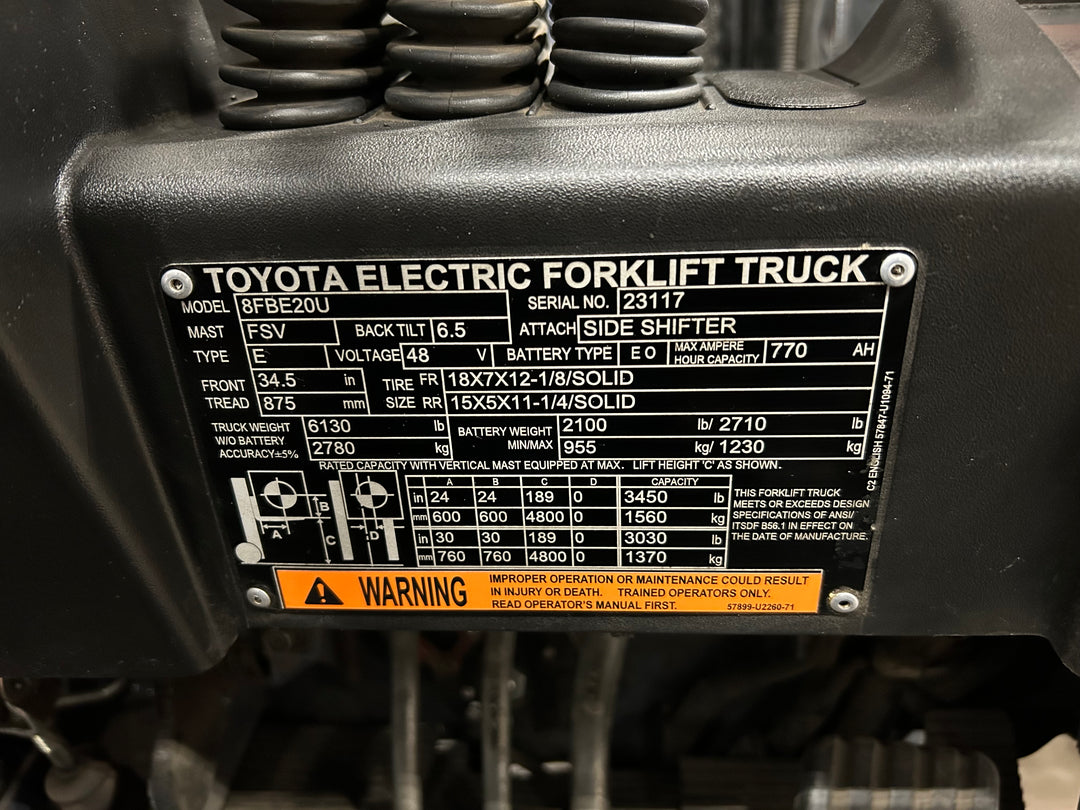 TOYOTA ELECTRIC FORKLIFT TRUCK
MODEL 8FBE20U SERIAL NO. 23117
MAST FSV BACK TILT 6.5 ATTACH SIDE SHIFTER
TYPE E VOLTAGE 48 V BATTERY TYPE E O MAX AMPERE HOUR CAPACITY 770 AH
FRONT TREAD 34.5 in TIRE SIZE FR 18X7X12-1/8/SOLID
875 mm RR 15X5X11-1/4/SOLID
TRUCK WEIGHT W/O BATTERY ACCURACY±5% 6130 lb BATTERY WEIGHT MIN/MAX 2100 lb/ 2710 lb
2780 kg 955 kg/ 1230 kg
RATED CAPACITY WITH VERTICAL MAST EQUIPPED AT MAX. LIFT HEIGHT 'C' AS SHOWN.
A B C D CAPACITY
in 24 24 189 0 3450 lb
mm 600 600 4800 0 1560 kg
in 30 30 189 0 3030 lb
mm 760 760 4800 0 1370 kg
A B C D
THIS FORKLIFT TRUCK
MEETS OR EXCEEDS DESIGN
SPECIFICATIONS OF ANSI/
ITSDF B56.1 IN EFFECT ON
THE DATE OF MANUFACTURE.
C2 ENGLISH 57847-U1094-71
WARNING
IMPROPER OPERATION OR MAINTENANCE COULD RESULT
IN INJURY OR DEATH. TRAINED OPERATORS ONLY.
READ OPERATOR'S MANUAL FIRST. 57899-U2260-71